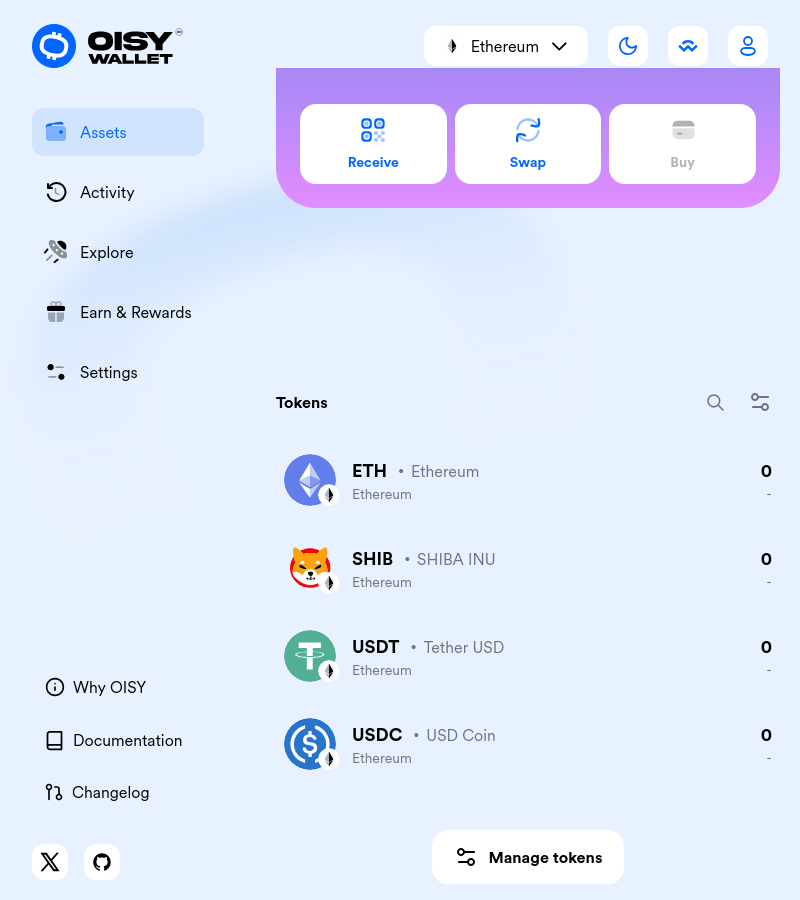 OISY
WALLET
Ethereum
Assets
Activity
Explore
Earn & Rewards
Settings
Receive
Swap
Buy
Tokens
ETH • Ethereum 0
Ethereum -
SHIB • SHIBA INU 0
Ethereum -
USDT • Tether USD 0
Ethereum -
USDC • USD Coin 0
Ethereum -
Why OISY
Documentation
Changelog
Manage tokens